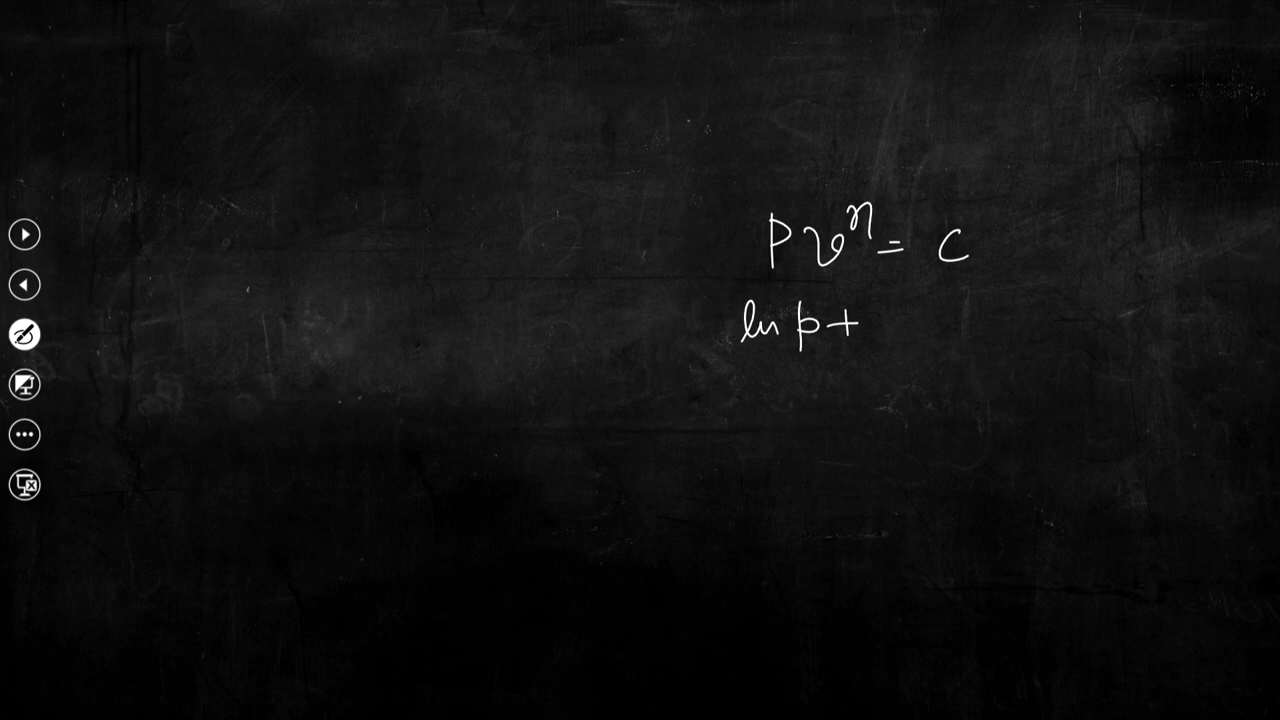 Pv^n = c
ln p +